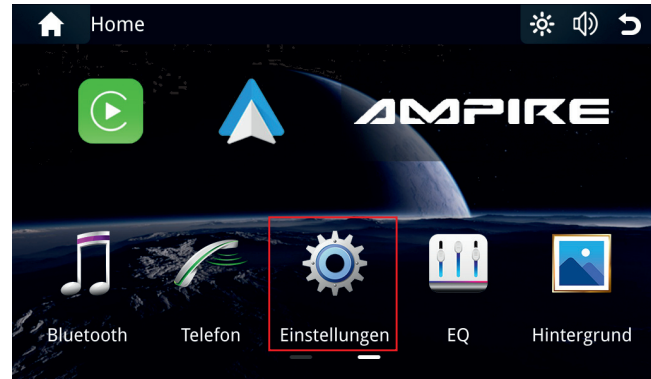 Home
AMPIRE
Bluetooth
Telefon
Einstellungen
EQ
Hintergrund